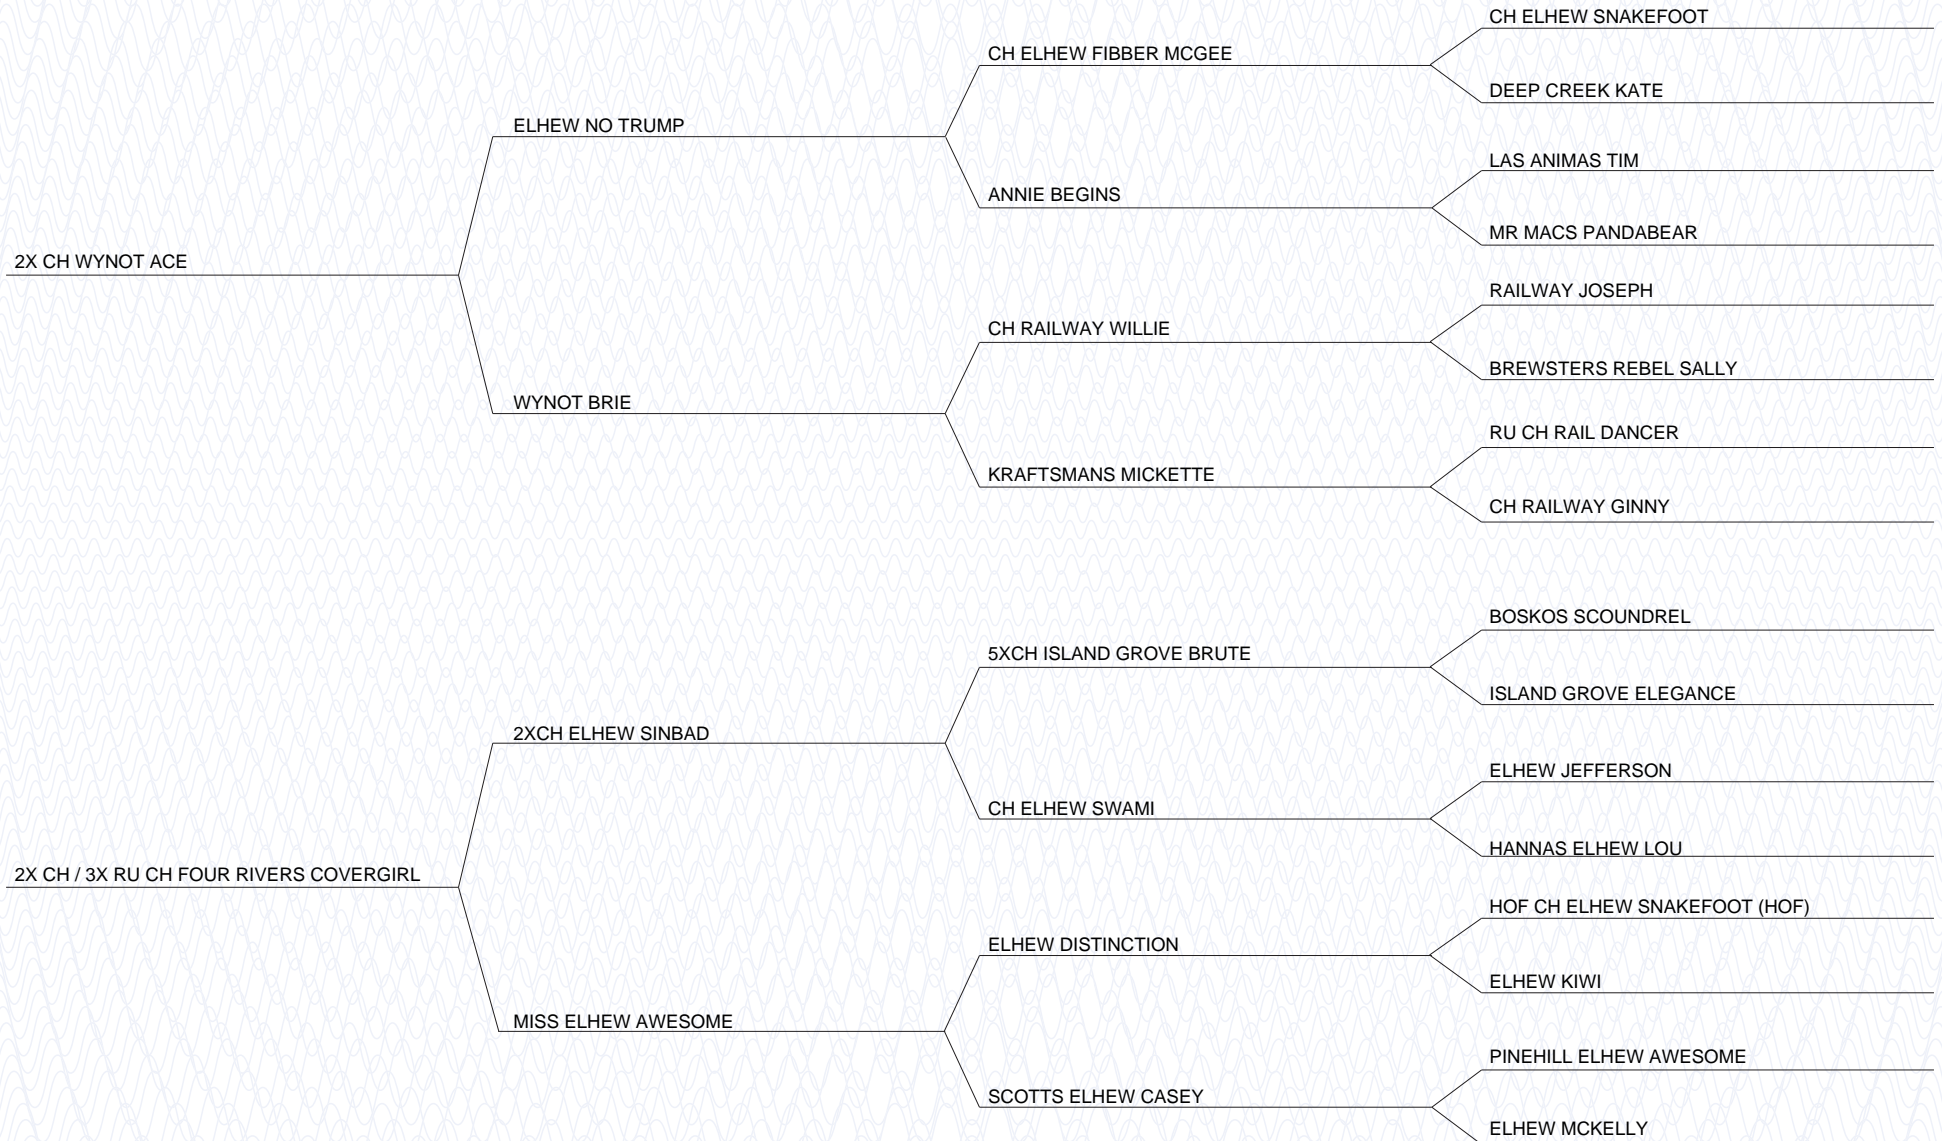 CH ELHEW SNAKEFOOT
CH ELHEW FIBBER MCGEE
DEEP CREEK KATE
ELHEW NO TRUMP
LAS ANIMAS TIM
ANNIE BEGINS
MR MACS PANDABEAR
2X CH WYNOT ACE
RAILWAY JOSEPH
CH RAILWAY WILLIE
BREWSTERS REBEL SALLY
WYNOT BRIE
RU CH RAIL DANCER
KRAFTSMANS MICKETTE
CH RAILWAY GINNY
BOSKOS SCOUNDREL
5XCH ISLAND GROVE BRUTE
ISLAND GROVE ELEGANCE
2XCH ELHEW SINBAD
ELHEW JEFFERSON
CH ELHEW SWAMI
HANNAS ELHEW LOU
2X CH / 3X RU CH FOUR RIVERS COVERGIRL
HOF CH ELHEW SNAKEFOOT (HOF)
ELHEW DISTINCTION
ELHEW KIWI
MISS ELHEW AWESOME
PINEHILL ELHEW AWESOME
SCOTTS ELHEW CASEY
ELHEW MCKELLY